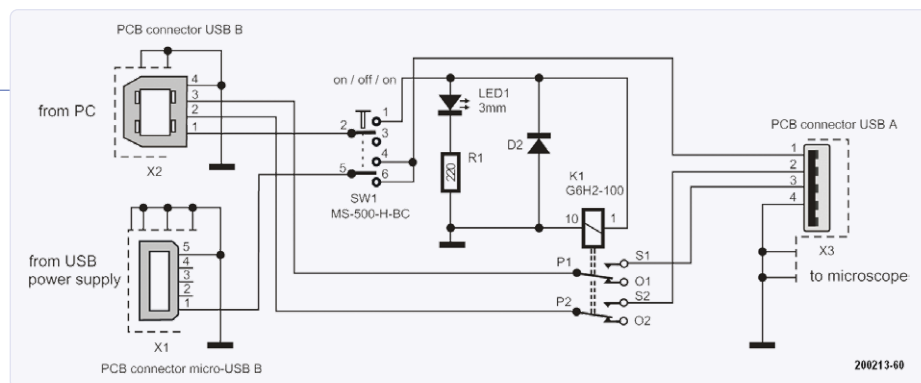 PCB connector USB B
from PC
4
3
2
1
X2
on / off / on
1
2
3
4
5
6
SW1
MS-500-H-BC
LED1
3mm
R1
220
D2
K1
G6H2-100
10
1
PCB connector USB A
1
2
3
4
X3
to microscope
P1
S1
O1
P2
S2
O2
from USB
power supply
5
4
3
2
1
X1
PCB connector micro-USB B
200213-60